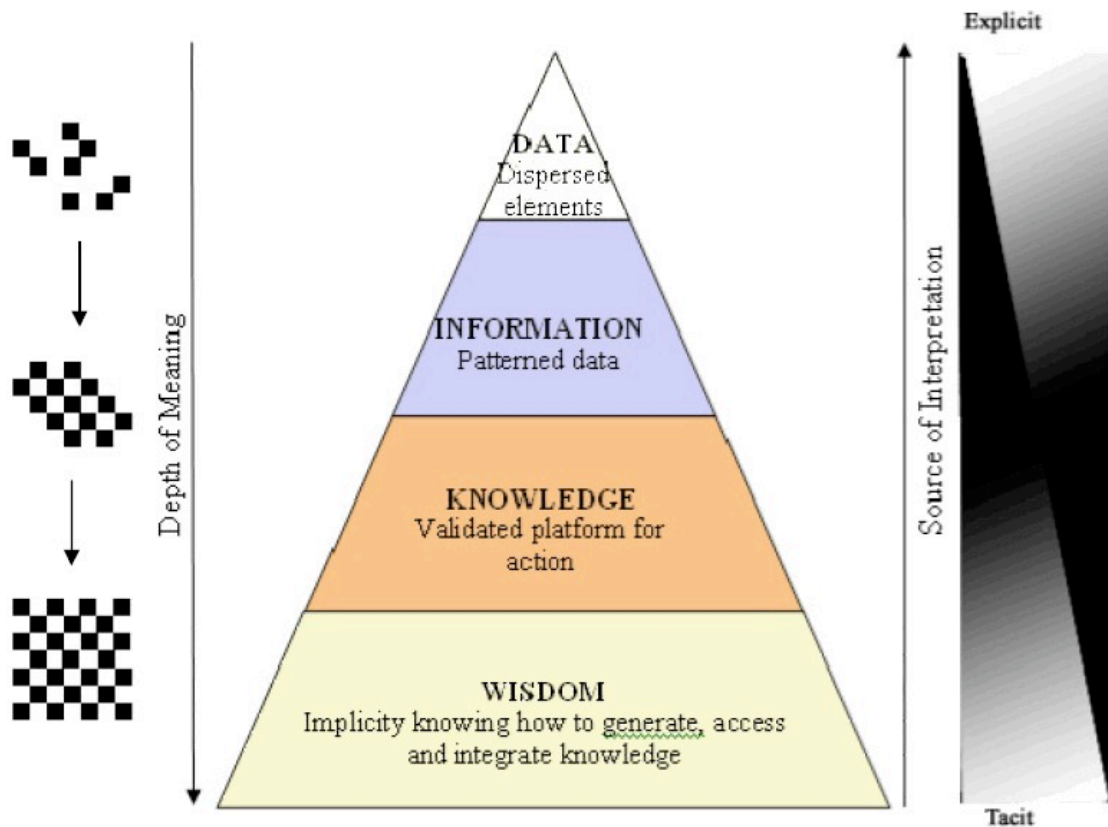 Explicit
DATA
Dispersed
elements
INFORMATION
Patterned data
KNOWLEDGE
Validated platform for
action
WISDOM
Implicity knowing how to generate, access
and integrate knowledge
Depth of Meaning
Source of Interpretation
Tacit